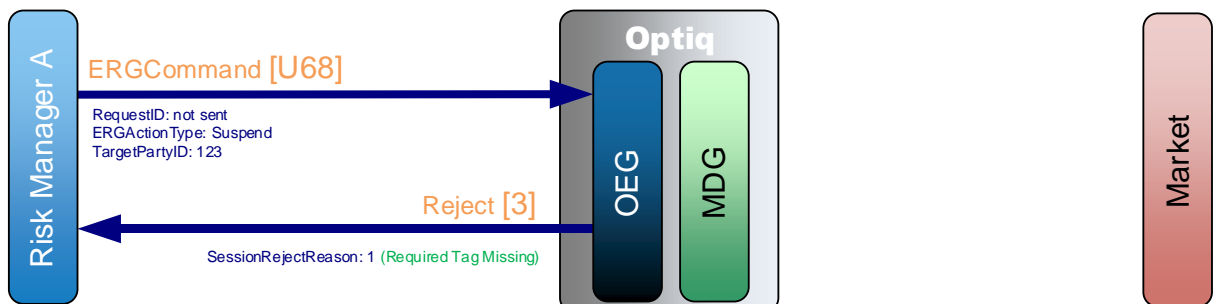 Optiq
Risk Manager A
ERGCommand [U68]
RequestID: not sent
ERGActionType: Suspend
TargetPartyID: 123
OEG
MDG
Market
Reject [3]
SessionRejectReason: 1 (Required Tag Missing)